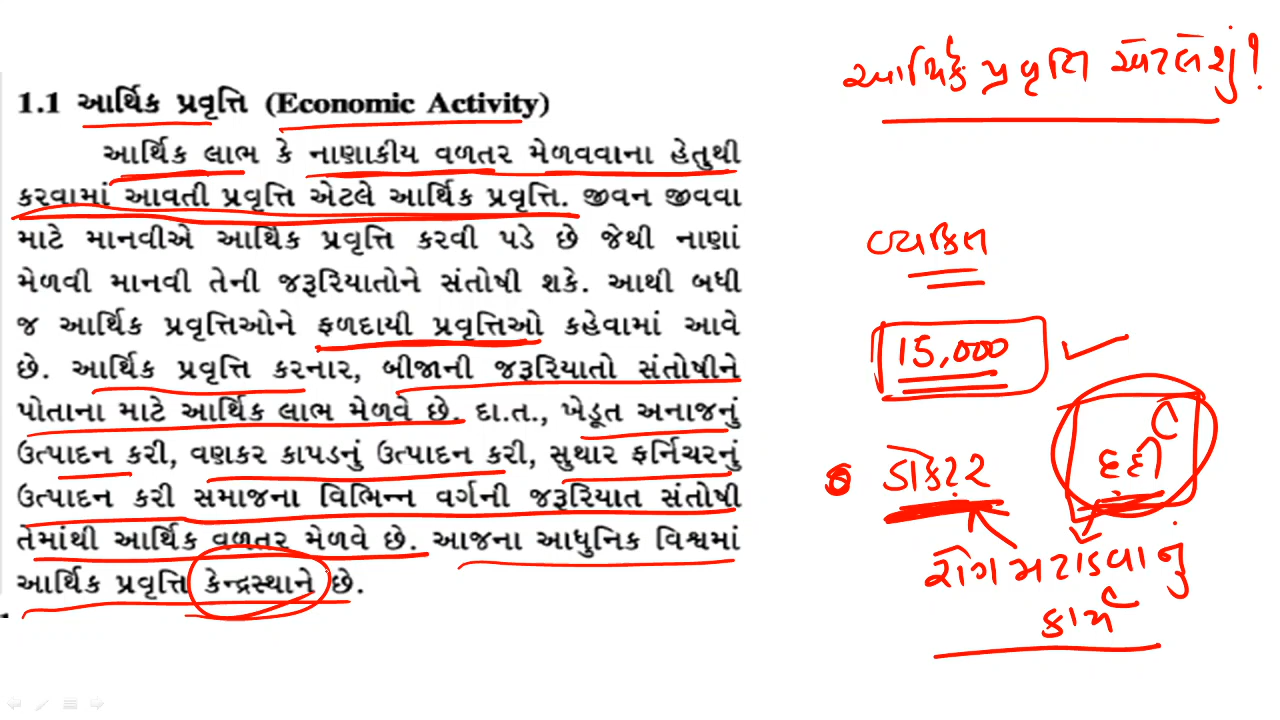 1.1 આર્થિક પ્રવૃત્તિ (Economic Activity)
આર્થિક લાભ કે નાણાકીય વળતર મેળવવાના હેતુથી
કરવામાં આવતી પ્રવૃત્તિ એટલે આર્થિક પ્રવૃત્તિ. જીવન જીવવા
માટે માનવીએ આર્થિક પ્રવૃત્તિ કરવી પડે છે જેથી નાણાં
મેળવી માનવી તેની જરૂરિયાતોને સંતોષી શકે. આથી બધી
જ આર્થિક પ્રવૃત્તિઓને ફળદાયી પ્રવૃત્તિઓ કહેવામાં આવે
છે. આર્થિક પ્રવૃત્તિ કરનાર, બીજાની જરૂરિયાતો સંતોષીને
પોતાના માટે આર્થિક લાભ મેળવે છે. દા.ત., ખેડૂત અનાજનું
ઉત્પાદન કરી, વણકર કાપડનું ઉત્પાદન કરી, સુથાર ફર્નિચરનું
ઉત્પાદન કરી સમાજના વિભિન્ન વર્ગની જરૂરિયાત સંતોષી
તેમાંથી આર્થિક વળતર મેળવે છે. આજના આધુનિક વિશ્વમાં
આર્થિક પ્રવૃત્તિ કેન્દ્રસ્થાને છે.
આર્થિક પ્રવૃત્તિ એટલે શું?
વ્યકિત
15,000
ડોકટર
દર્દી
રોગ મટાડવાનું
કાર્ય